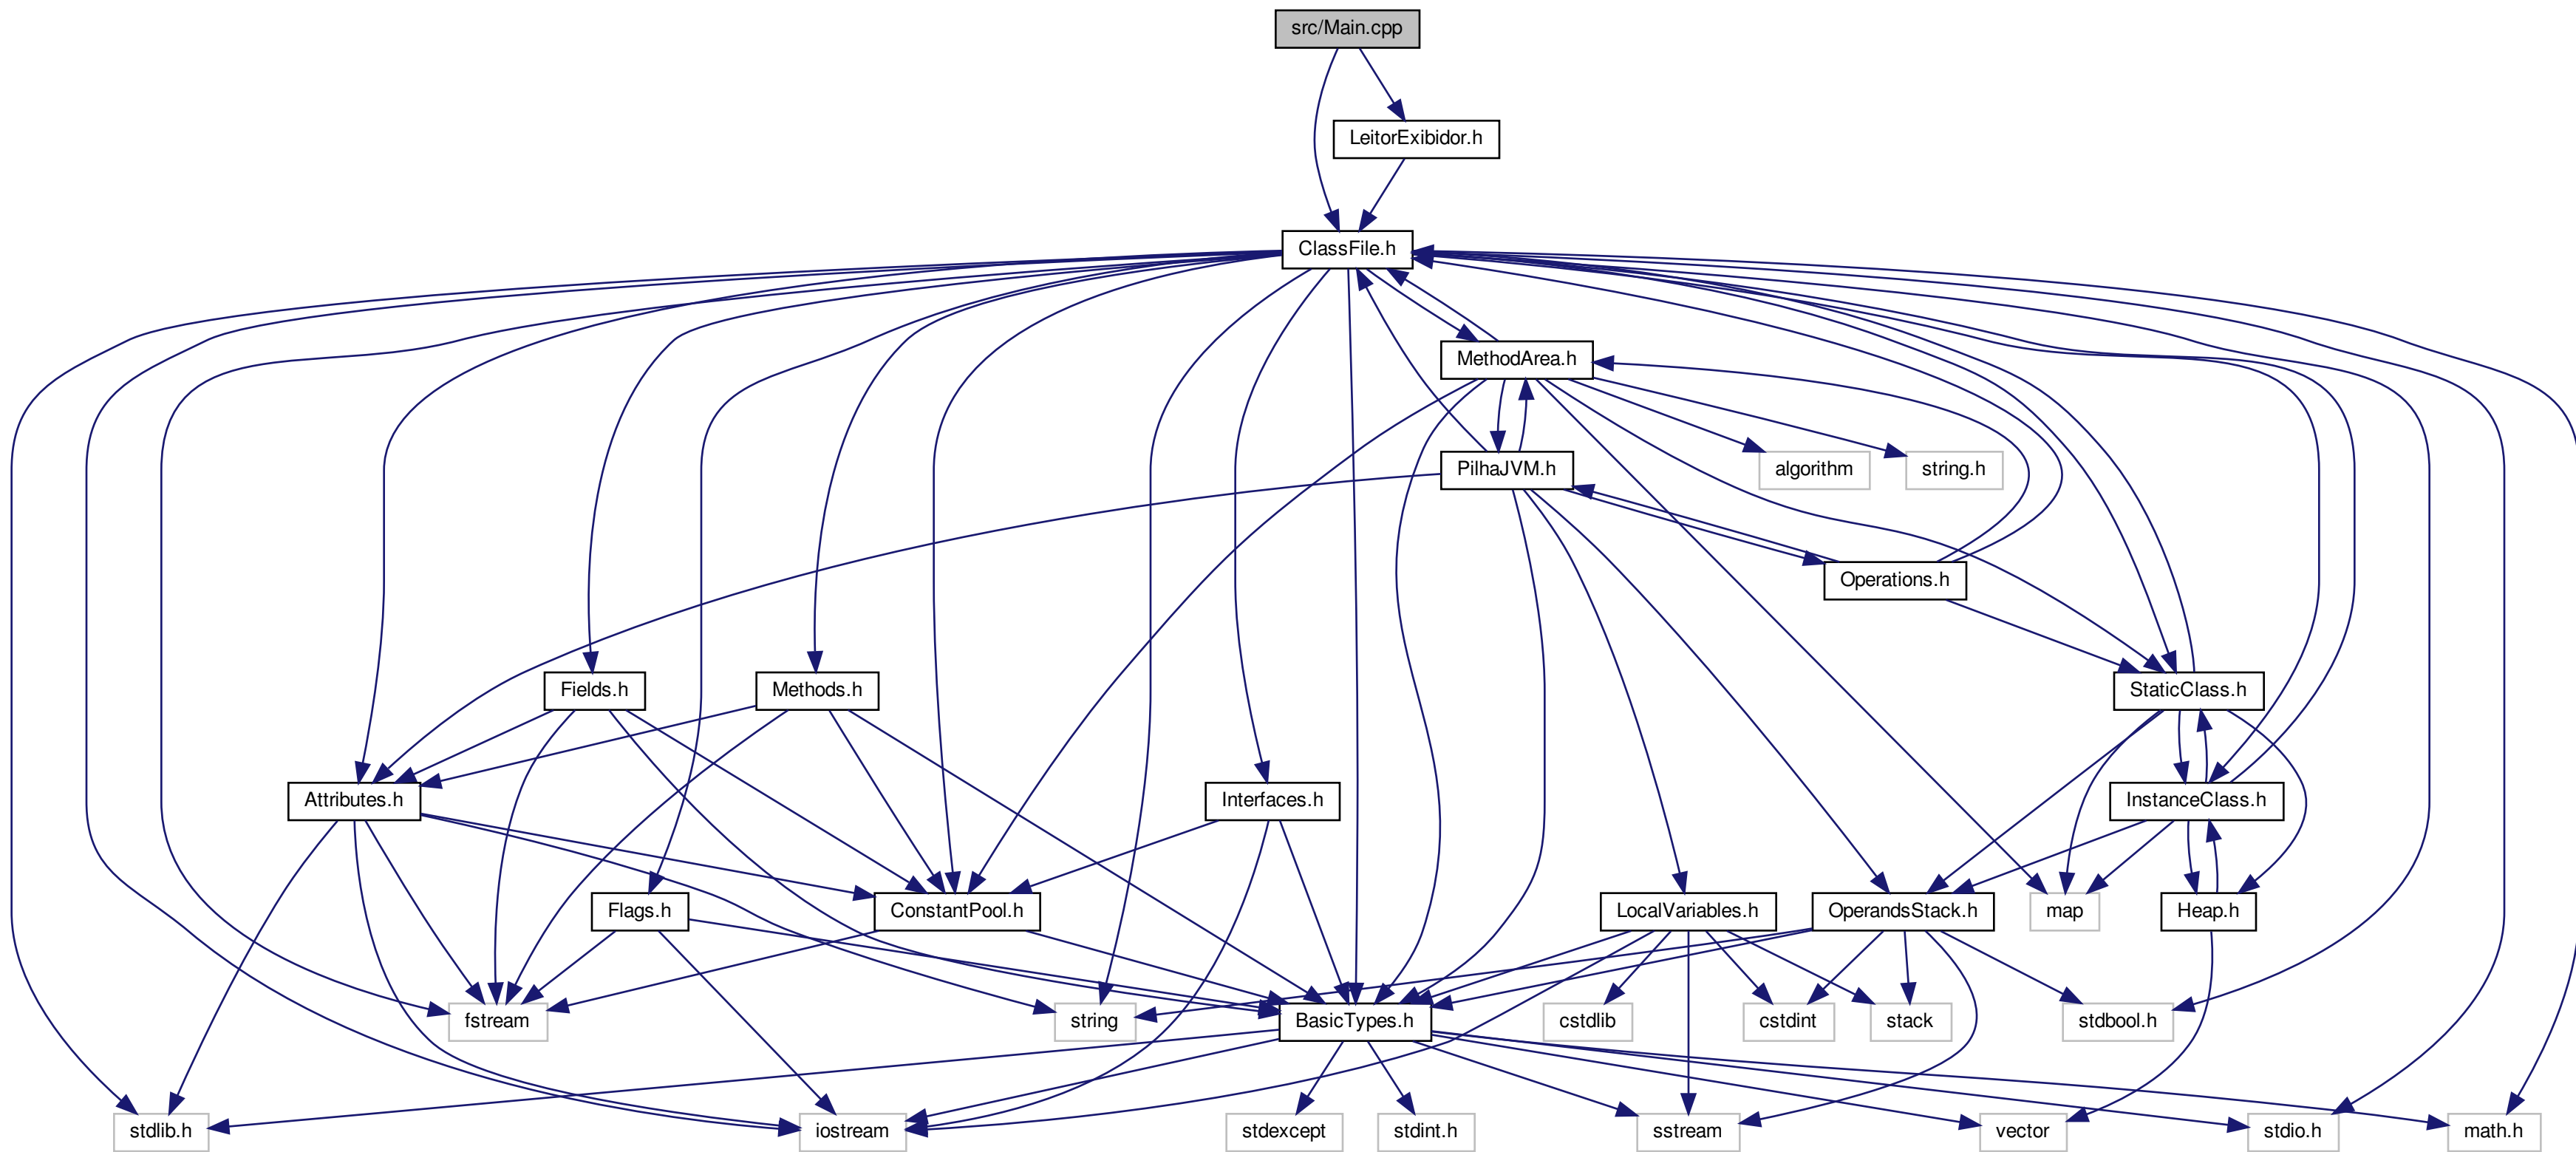 src/Main.cpp
LeitorExibidor.h
ClassFile.h
MethodArea.h
PilhaJVM.h
algorithm
string.h
Operations.h
Fields.h
Methods.h
StaticClass.h
Attributes.h
Interfaces.h
InstanceClass.h
Flags.h
ConstantPool.h
LocalVariables.h
OperandsStack.h
map
Heap.h
fstream
string
BasicTypes.h
cstdlib
cstdint
stack
stdbool.h
stdlib.h
iostream
stdexcept
stdint.h
sstream
vector
stdio.h
math.h